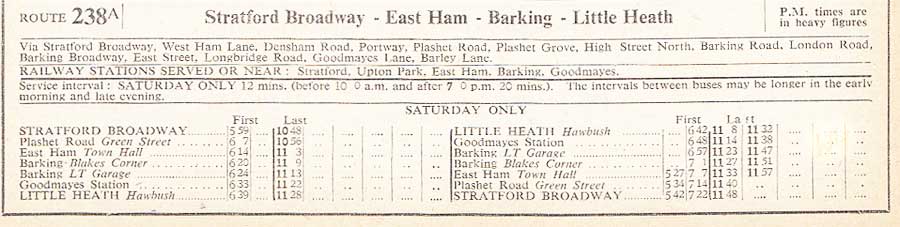 ROUTE 238A Stratford Broadway - East Ham - Barking - Little Heath P.M. times are
in heavy figures
Via Stratford Broadway, West Ham Lane, Densham Road, Portway, Plashet Road, Plashet Grove, High Street North, Barking Road, London Road,
Barking Broadway, East Street, Longbridge Road, Goodmayes Lane, Barley Lane.
RAILWAY STATIONS SERVED OR NEAR: Stratford, Upton Park, East Ham, Barking, Goodmayes.
Service interval: SATURDAY ONLY 12 mins. (before 10 0 a.m. and after 7 0 p.m. 20 mins.). The intervals between buses may be longer in the early
morning and late evening.
SATURDAY ONLY
First Last
STRATFORD BROADWAY 5 59 .... 10 48
Plashet Road Green Street 6 7 .... 10 56
East Ham Town Hall 6 14 .... 11 3
Barking Blakes Corner 6 20 .... 11 9
Barking LT Garage 6 24 .... 11 13
Goodmayes Station 6 33 .... 11 22
LITTLE HEATH Hawbush 6 39 .... 11 28
First Last
LITTLE HEATH Hawbush .... 6 42 11 8 11 32
Goodmayes Station .... 6 48 11 14 11 38
Barking LT Garage .... 6 57 11 23 11 47
Barking Blakes Corner .... 7 1 11 27 11 51
East Ham Town Hall 5 27 7 7 11 33 11 57
Plashet Road Green Street 5 34 7 14 11 40
STRATFORD BROADWAY 5 42 7 22 11 48